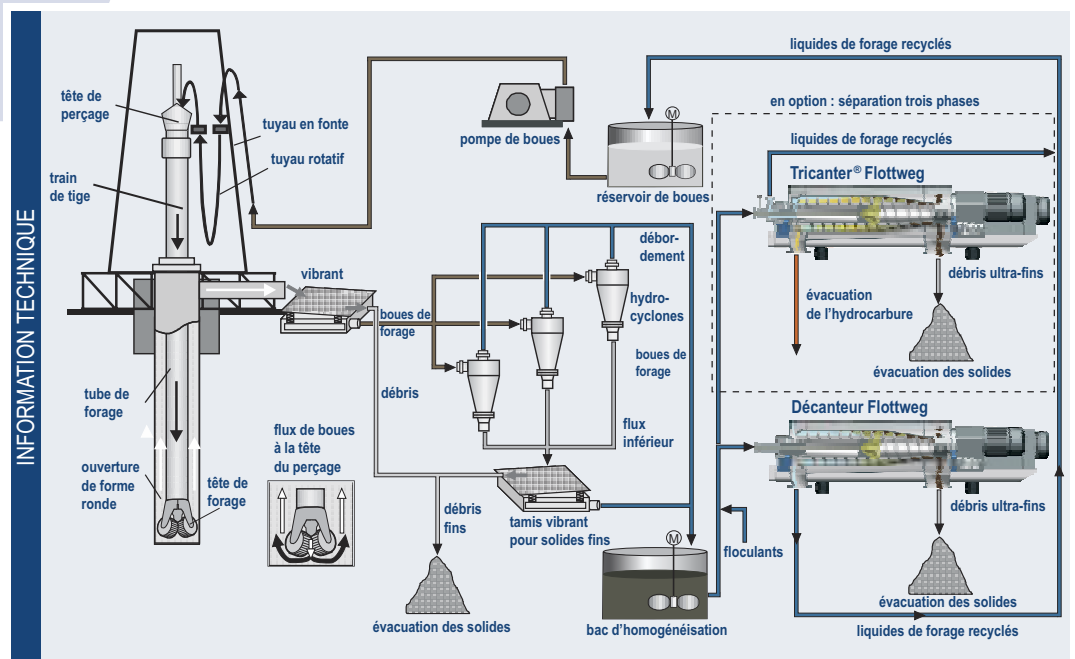 INFORMATION TECHNIQUE
tête de
perçage
tuyau en fonte
tuyau rotatif
train
de tige
pompe de boues
liquides de forage recyclés
M
réservoir de boues
en option : séparation trois phases
liquides de forage recyclés
Tricanter® Flottweg
débris ultra-fins
évacuation
de l'hydrocarbure
évacuation des solides
vibrant
boues de
forage
débris
débor-
dement
hydro-
cyclones
boues de
forage
flux
inférieur
tube de
forage
ouverture
de forme
ronde
tête de
forage
flux de boues
à la tête
du perçage
débris
fins
tamis vibrant
pour solides fins
évacuation des solides
M
bac d'homogénéisation
floculants
Décanteur Flottweg
débris ultra-fins
évacuation des solides
liquides de forage recyclés